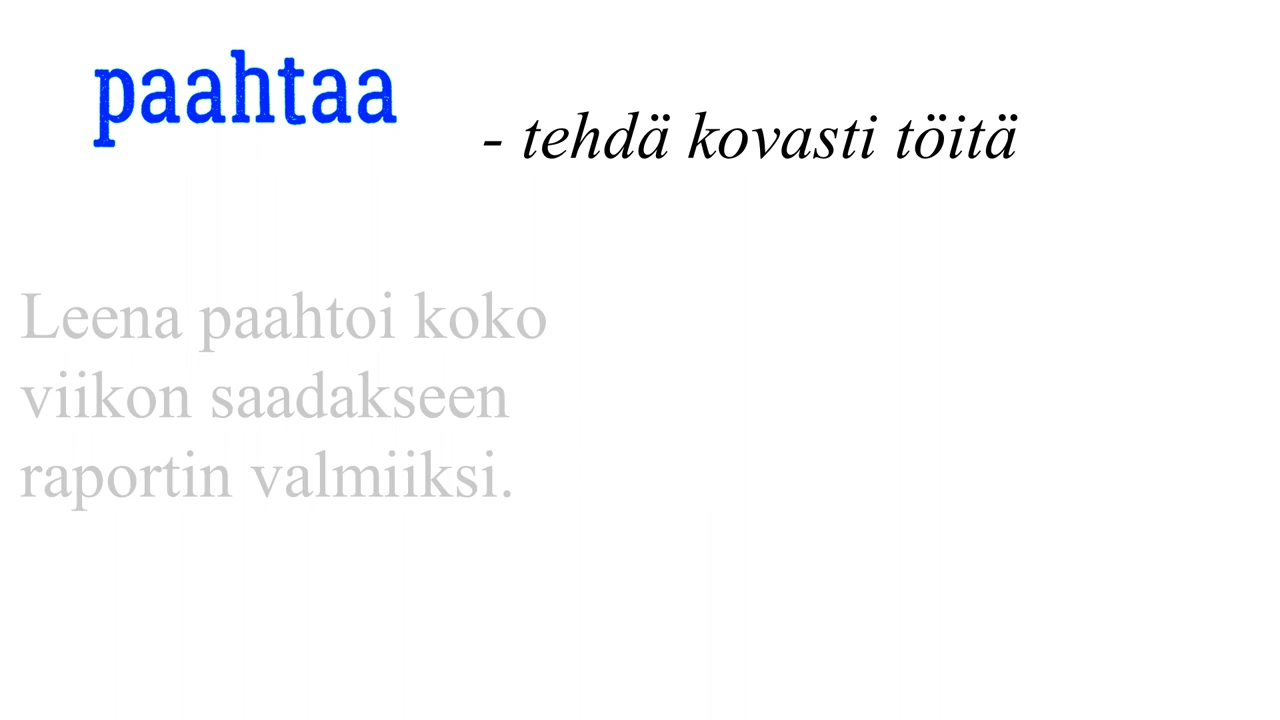 paahtaa
- tehdä kovasti töitä
Leena paahtoi koko
viikon saadakseen
raportin valmiiksi.